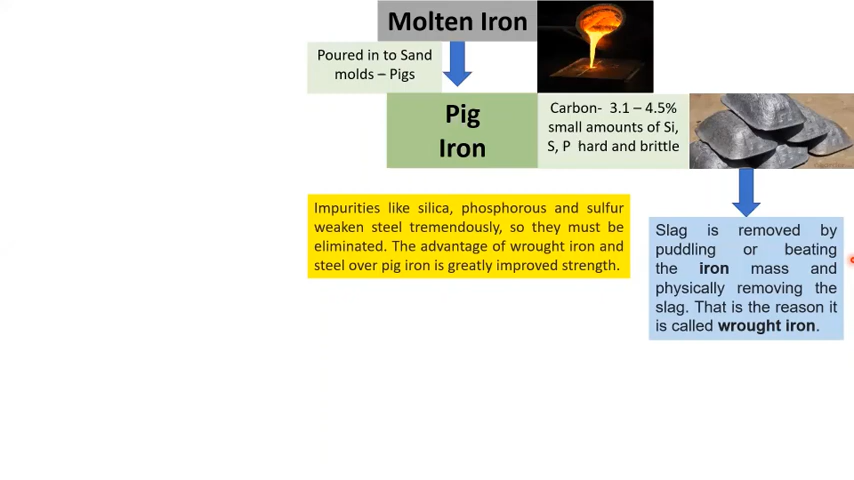 Molten Iron
Poured in to Sand
molds – Pigs
Pig
Iron
Carbon- 3.1 – 4.5%
small amounts of Si,
S, P hard and brittle
Impurities like silica, phosphorous and sulfur
weaken steel tremendously, so they must be
eliminated. The advantage of wrought iron and
steel over pig iron is greatly improved strength.
Slag is removed by
puddling or beating
the iron mass and
physically removing the
slag. That is the reason it
is called wrought iron.